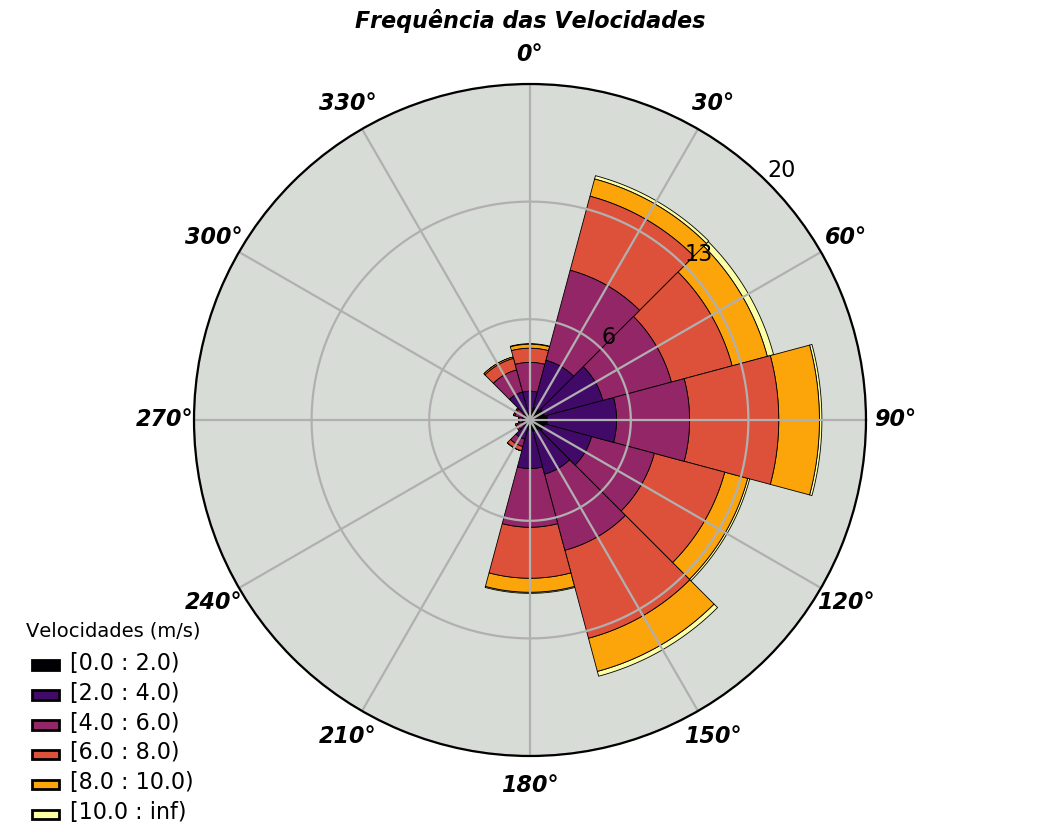 Frequência das Velocidades
0°
330°
30°
20
300°
60°
13
6
270°
90°
240°
120°
210°
150°
180°
Velocidades (m/s)
[0.0 : 2.0)
[2.0 : 4.0)
[4.0 : 6.0)
[6.0 : 8.0)
[8.0 : 10.0)
[10.0 : inf)